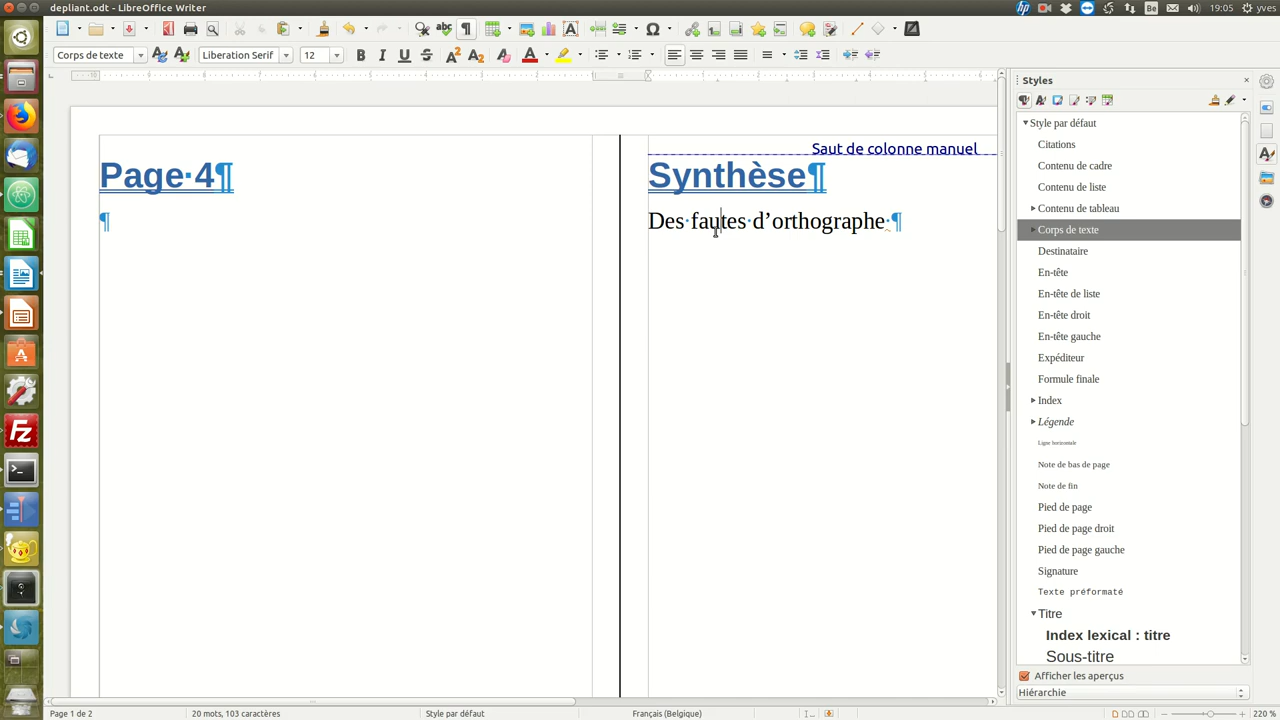 depliant.odt - LibreOffice Writer
Be
19:05
yves
Corps de texte
Liberation Serif
12
Styles
Saut de colonne manuel
Page·4¶
Synthèse¶
¶
Des·fautes·d’orthographe·¶
Style par défaut
Citations
Contenu de cadre
Contenu de liste
Contenu de tableau
Corps de texte
Destinataire
En-tête
En-tête de liste
En-tête droit
En-tête gauche
Expéditeur
Formule finale
Index
Légende
Ligne horizontale
Note de bas de page
Note de fin
Pied de page
Pied de page droit
Pied de page gauche
Signature
Texte préformaté
Titre
Index lexical : titre
Sous-titre
Afficher les aperçus
Hiérarchie
Page 1 de 2
20 mots, 103 caractères
Style par défaut
Français (Belgique)
220 %